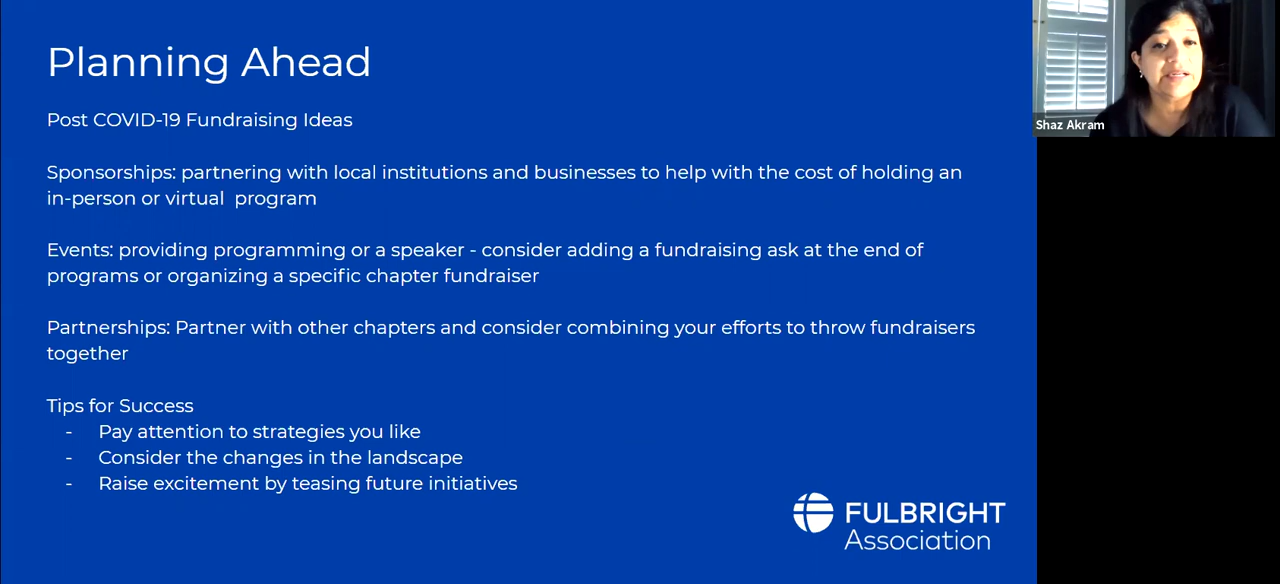 Planning Ahead
Post COVID-19 Fundraising Ideas
Sponsorships: partnering with local institutions and businesses to help with the cost of holding an
in-person or virtual  program
Events: providing programming or a speaker - consider adding a fundraising ask at the end of
programs or organizing a specific chapter fundraiser
Partnerships: Partner with other chapters and consider combining your efforts to throw fundraisers
together
Tips for Success
- Pay attention to strategies you like
- Consider the changes in the landscape
- Raise excitement by teasing future initiatives
FULBRIGHT
Association
Shaz Akram